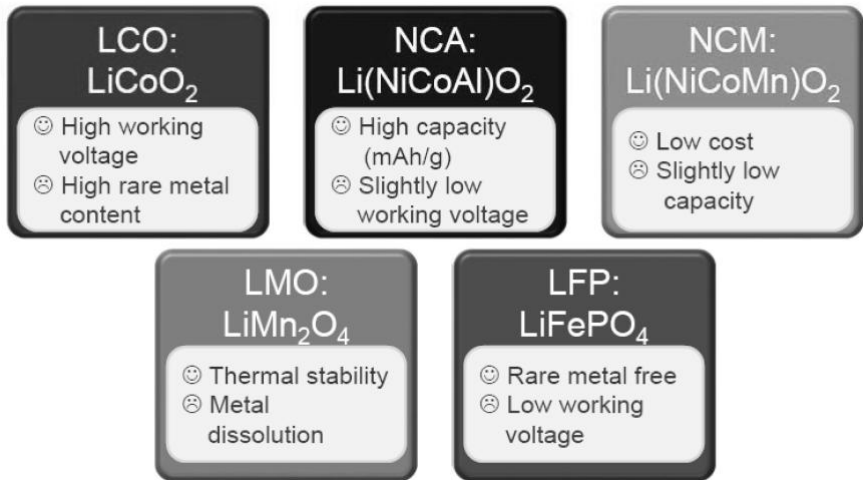 LCO:
LiCoO₂
☺ High working
voltage
☹ High rare metal
content
NCA:
Li(NiCoAl)O₂
☺ High capacity
(mAh/g)
☹ Slightly low
working voltage
NCM:
Li(NiCoMn)O₂
☺ Low cost
☹ Slightly low
capacity
LMO:
LiMn₂O₄
☺ Thermal stability
☹ Metal
dissolution
LFP:
LiFePO₄
☺ Rare metal free
☹ Low working
voltage